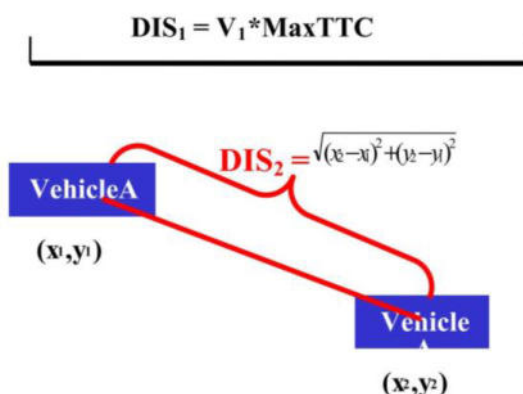 DIS₁ = V₁*MaxTTC
DIS₂ = √(x₂−x₁)²+(y₂−y₁)²
VehicleA
(x₁,y₁)
Vehicle
A
(x₂,y₂)